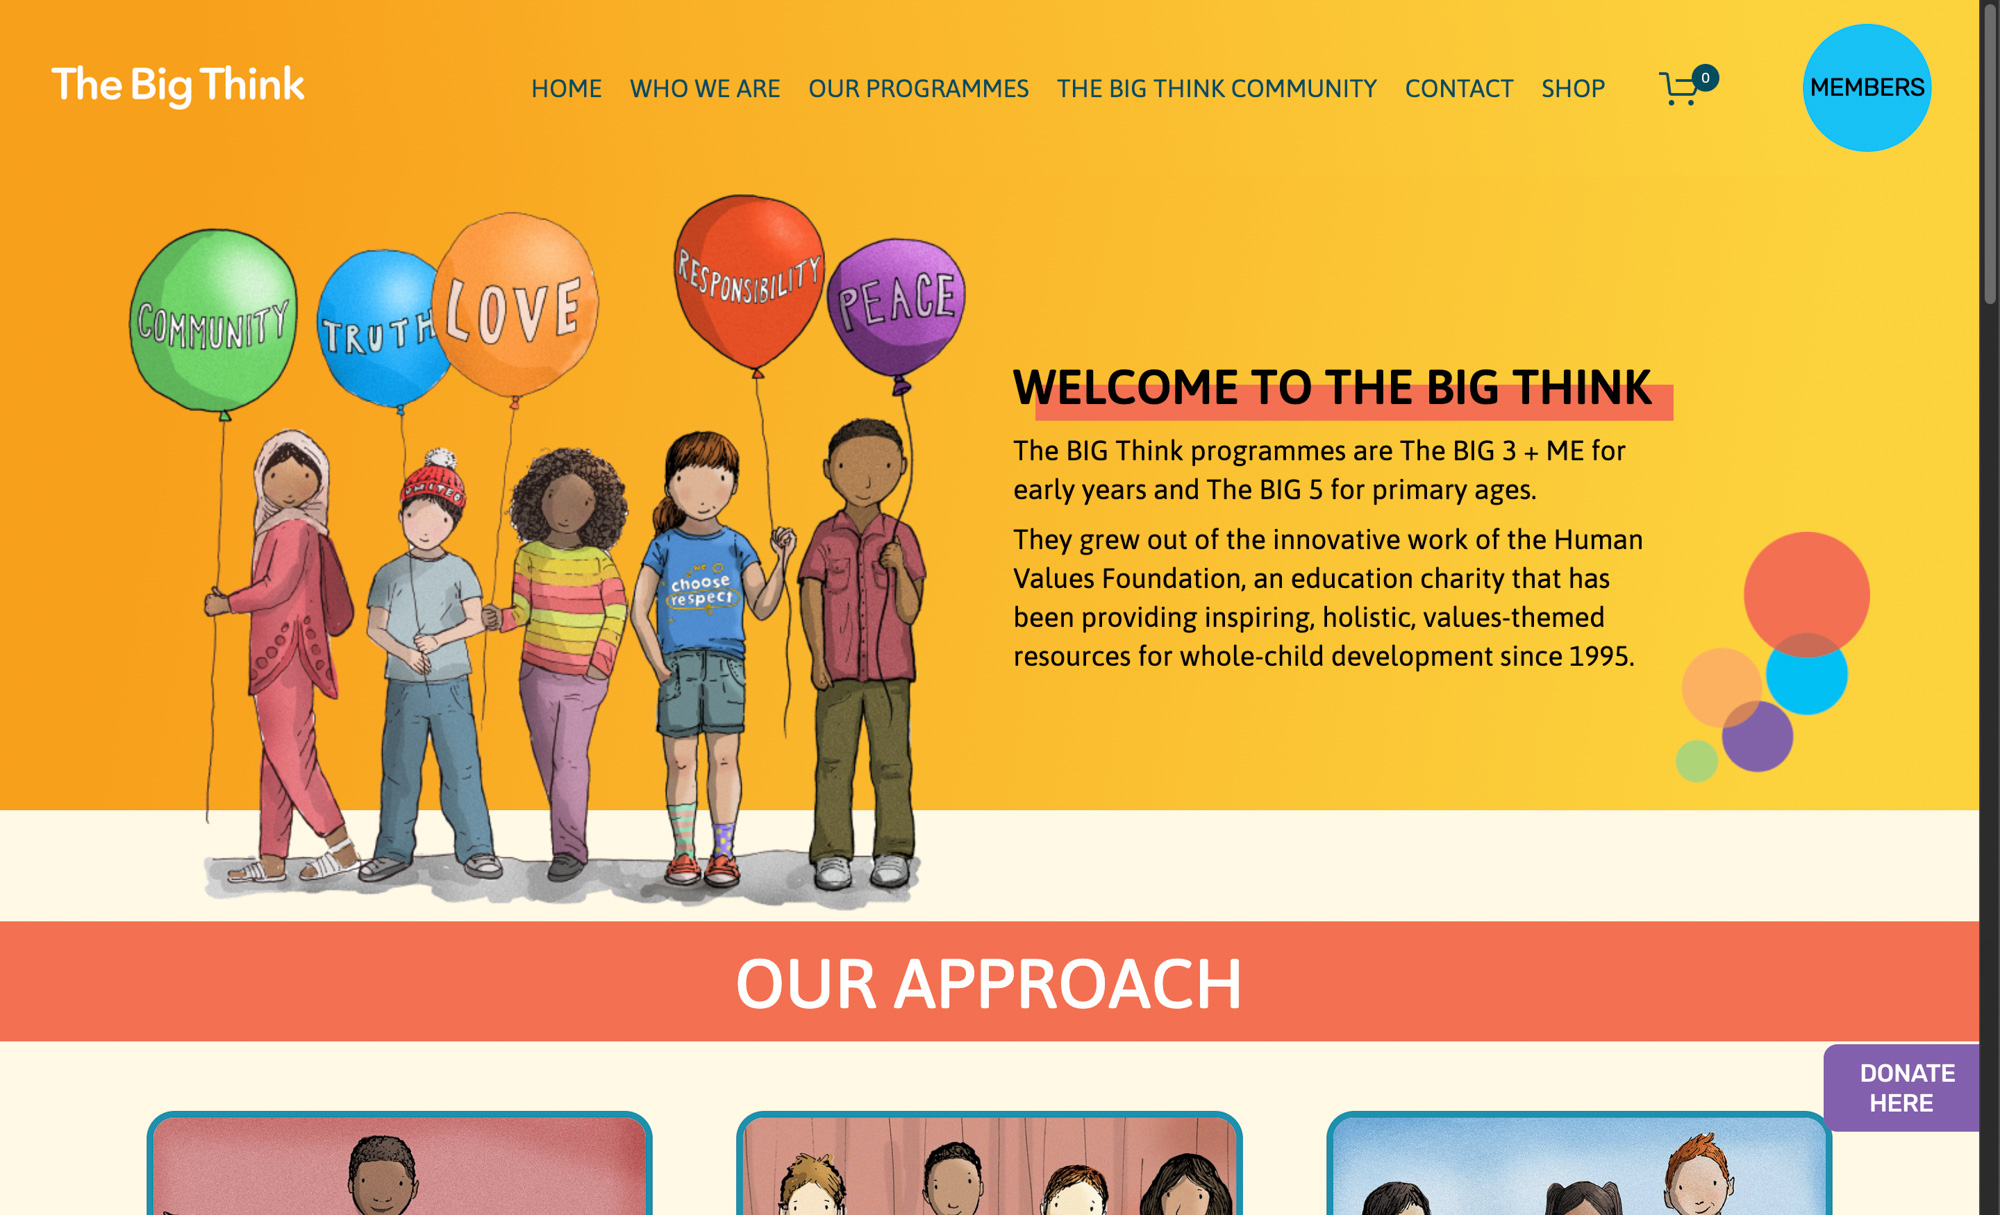 The Big Think
HOME WHO WE ARE OUR PROGRAMMES THE BIG THINK COMMUNITY CONTACT SHOP 0 MEMBERS
COMMUNITY TRUTH LOVE RESPONSIBILITY PEACE
UNITED
choose
respect
WELCOME TO THE BIG THINK
The BIG Think programmes are The BIG 3 + ME for
early years and The BIG 5 for primary ages.
They grew out of the innovative work of the Human
Values Foundation, an education charity that has
been providing inspiring, holistic, values-themed
resources for whole-child development since 1995.
OUR APPROACH
DONATE
HERE